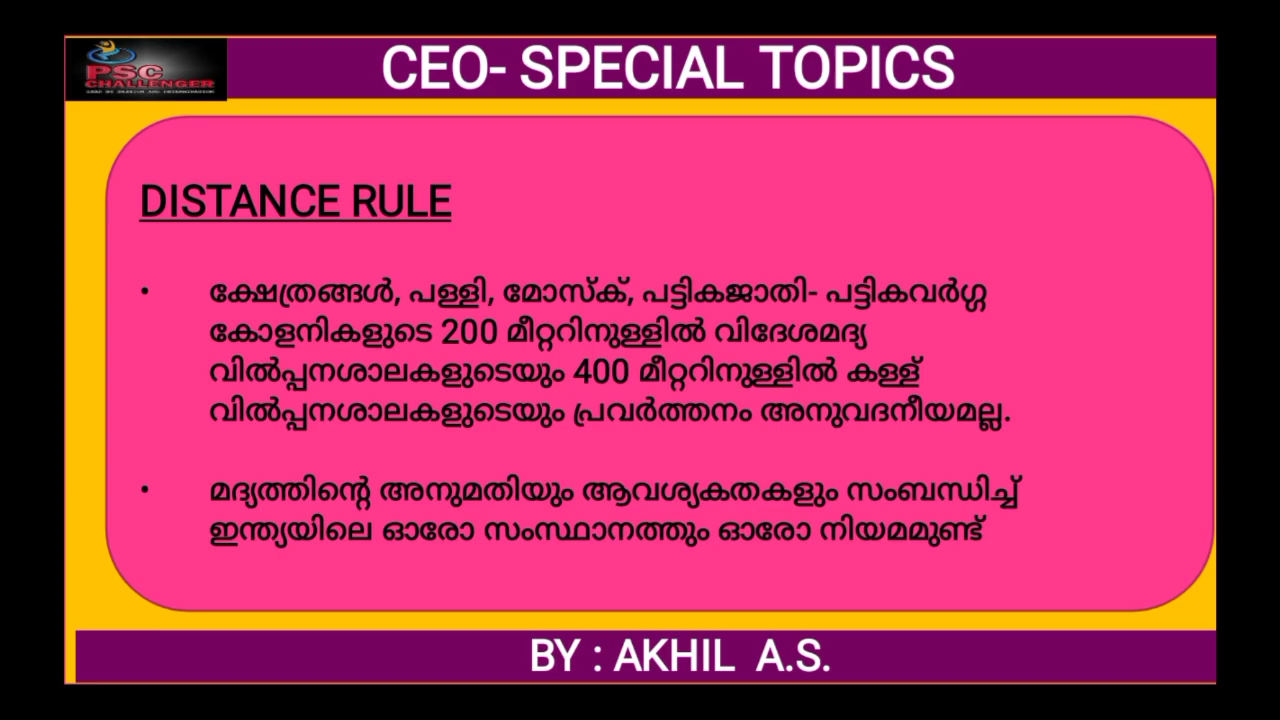 PSC
CHALLENGER
CEO- SPECIAL TOPICS
DISTANCE RULE
• ക്ഷേത്രങ്ങൾ, പള്ളി, മോസ്ക്, പട്ടികജാതി- പട്ടികവർഗ്ഗ
കോളനികളുടെ 200 മീറ്ററിനുള്ളിൽ വിദേശമദ്യ
വിൽപ്പനശാലകളുടെയും 400 മീറ്ററിനുള്ളിൽ കള്ള്
വിൽപ്പനശാലകളുടെയും പ്രവർത്തനം അനുവദനീയമല്ല.
• മദ്യത്തിന്റെ അനുമതിയും ആവശ്യകതകളും സംബന്ധിച്ച്
ഇന്ത്യയിലെ ഓരോ സംസ്ഥാനത്തും ഓരോ നിയമമുണ്ട്
BY : AKHIL A.S.